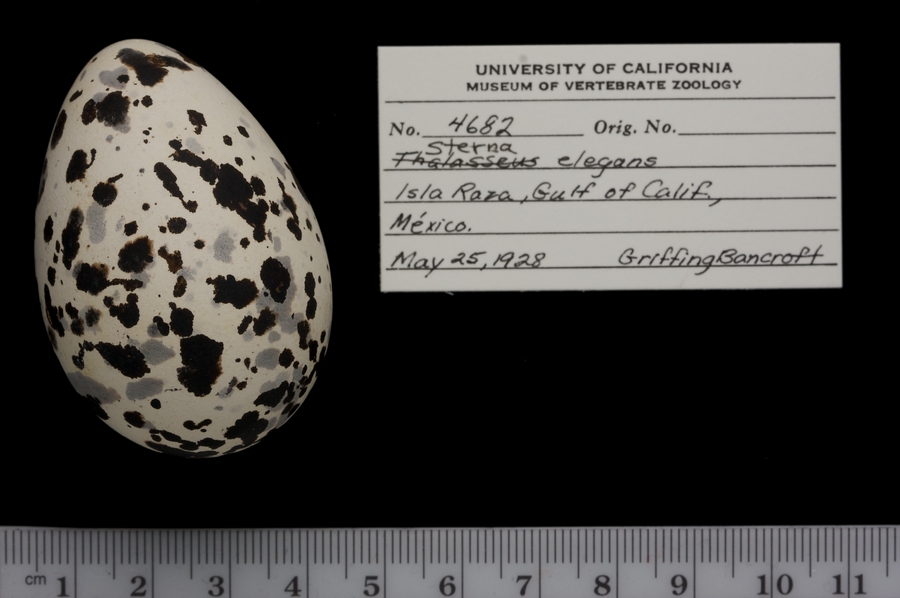 UNIVERSITY OF CALIFORNIA
MUSEUM OF VERTEBRATE ZOOLOGY
No. 4682 Orig. No.
Sterna
Thalasseus elegans
Isla Raza, Gulf of Calif.,
México.
May 25, 1928 Griffing Bancroft
cm 1 2 3 4 5 6 7 8 9 10 11